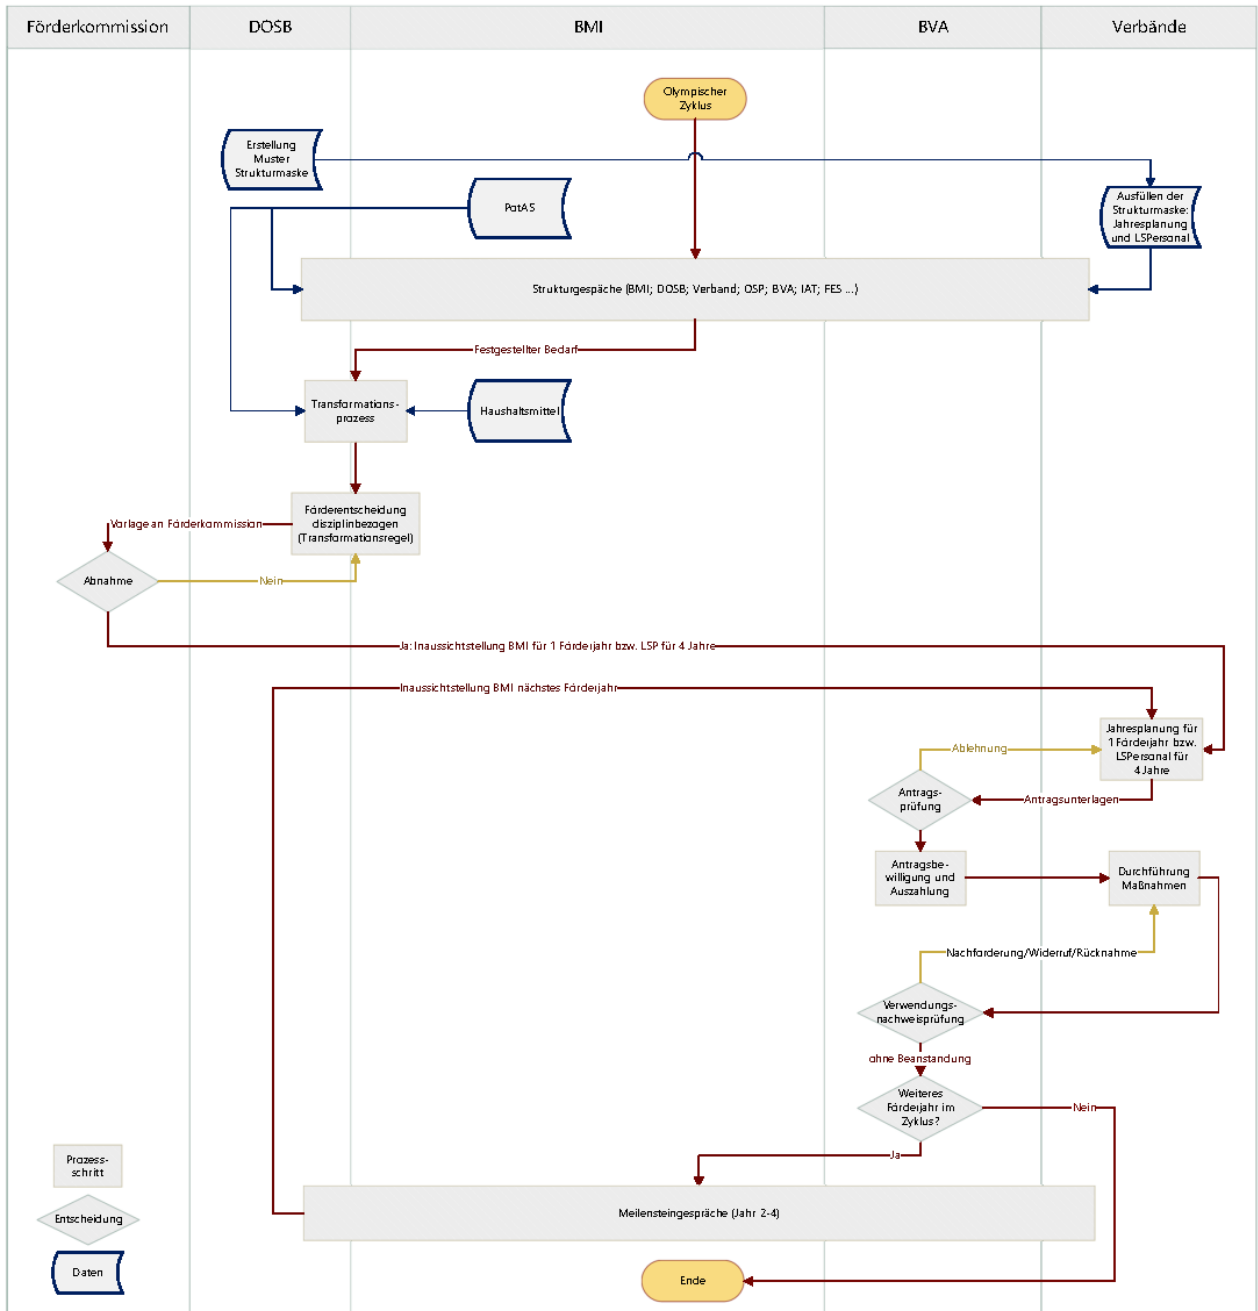 Förderkommission
DOSB
BMI
BVA
Verbände
Olympischer
Zyklus
Erstellung
Muster
Strukturmaske
PotAS
Ausfüllen der
Strukturmaske:
Jahresplanung
und LSPersonal
Strukturgespäche (BMI; DOSB; Verband; OSP; BVA; IAT; FES ...)
Festgestellter Bedarf
Transformations-
prozess
Haushaltsmittel
Förderentscheidung
disziplinbezogen
(Transformationsregel)
Vorlage an Förderkommission
Abnahme
Nein
Ja: Inaussichtstellung BMI für 1 Förderjahr bzw. LSP für 4 Jahre
Inaussichtstellung BMI nächstes Förderjahr
Jahresplanung für
1 Förderjahr bzw.
LSPersonal für
4 Jahre
Ablehnung
Antrags-
prüfung
Antragsunterlagen
Antragsbe-
willigung und
Auszahlung
Durchführung
Maßnahmen
Nachforderung/Widerruf/Rücknahme
Verwendungs-
nachweisprüfung
ohne Beanstandung
Weiteres
Förderjahr im
Zyklus?
Nein
Ja
Prozess-
schritt
Meilensteingespräche (Jahr 2-4)
Entscheidung
Daten
Ende